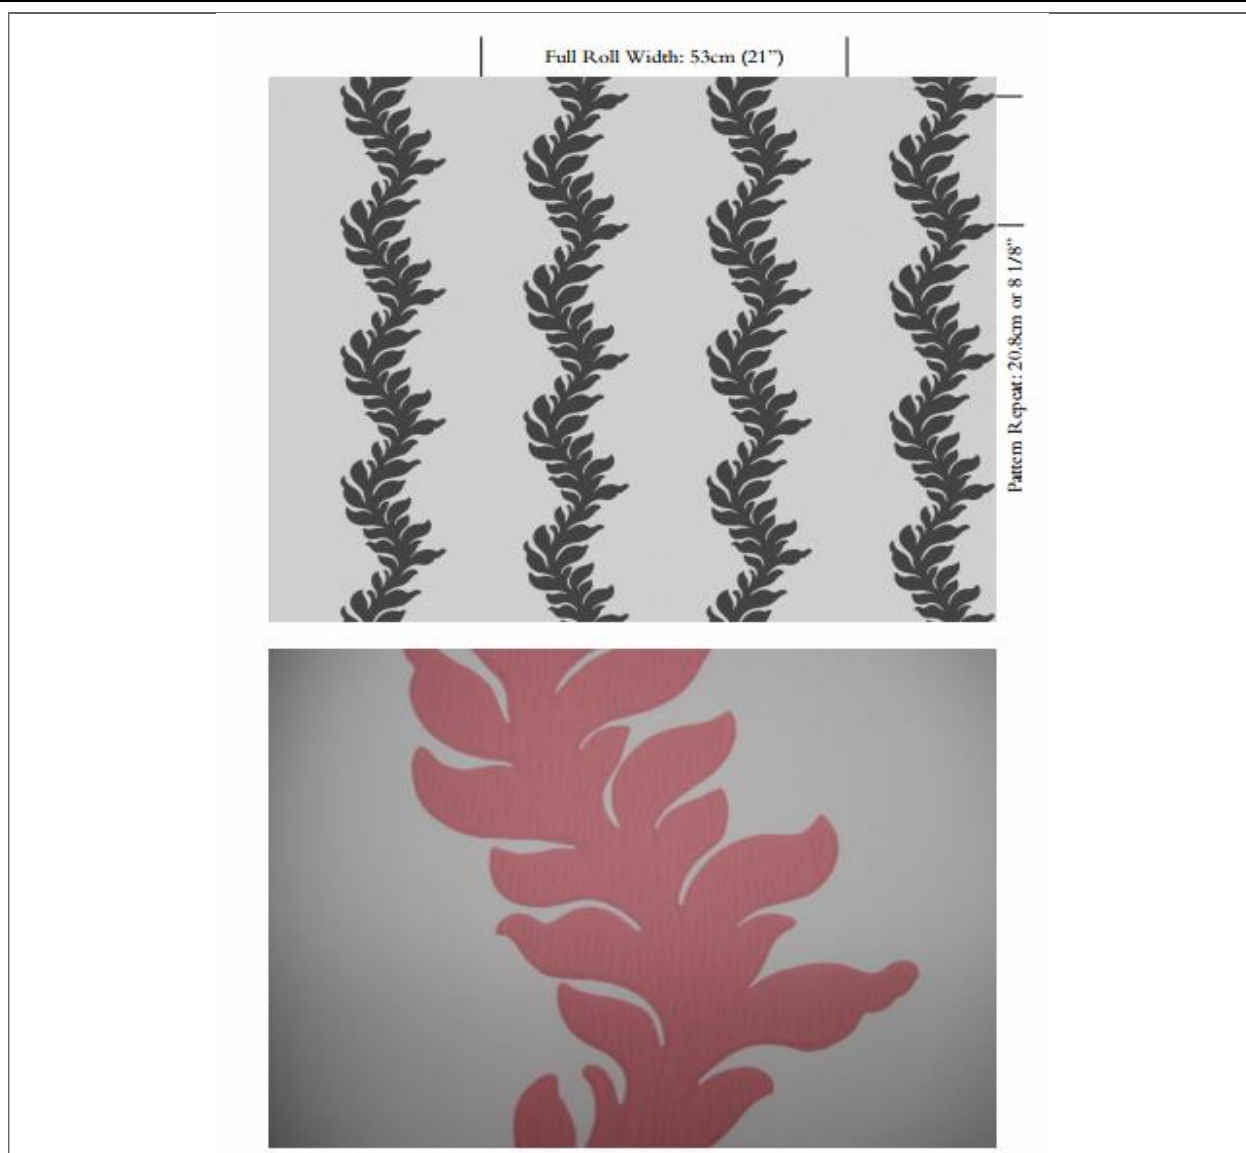 Full Roll Width: 53cm (21”)
Pattern Repeat: 20.8cm or 8 1/8”